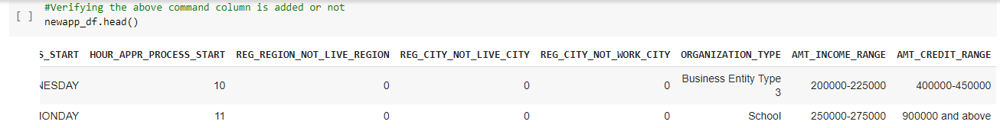 #Verifying the above command column is added or not
[ ] newapp_df.head()
S_START HOUR_APPR_PROCESS_START REG_REGION_NOT_LIVE_REGION REG_CITY_NOT_LIVE_CITY REG_CITY_NOT_WORK_CITY ORGANIZATION_TYPE AMT_INCOME_RANGE AMT_CREDIT_RANGE
NESDAY 10 0 0 0 Business Entity Type 200000-225000 400000-450000
3
ONDAY 11 0 0 0 School 250000-275000 900000 and above